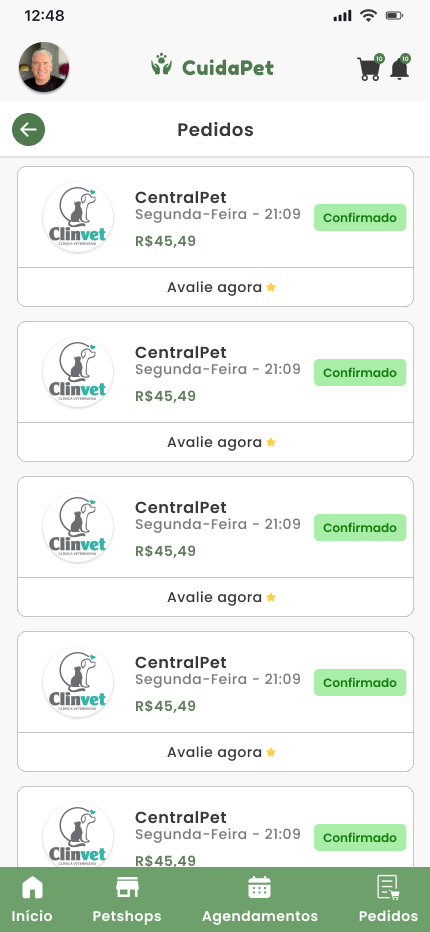 12:48
CuidaPet
10
10
Pedidos
Clinvet
CLÍNICA VETERINÁRIA
CentralPet
Segunda-Feira - 21:09
R$45,49
Confirmado
Avalie agora
Clinvet
CLÍNICA VETERINÁRIA
CentralPet
Segunda-Feira - 21:09
R$45,49
Confirmado
Avalie agora
Clinvet
CLÍNICA VETERINÁRIA
CentralPet
Segunda-Feira - 21:09
R$45,49
Confirmado
Avalie agora
Clinvet
CLÍNICA VETERINÁRIA
CentralPet
Segunda-Feira - 21:09
R$45,49
Confirmado
Avalie agora
Clinvet
CLÍNICA VETERINÁRIA
CentralPet
Segunda-Feira - 21:09
R$45,49
Confirmado
Início
Petshops
Agendamentos
Pedidos